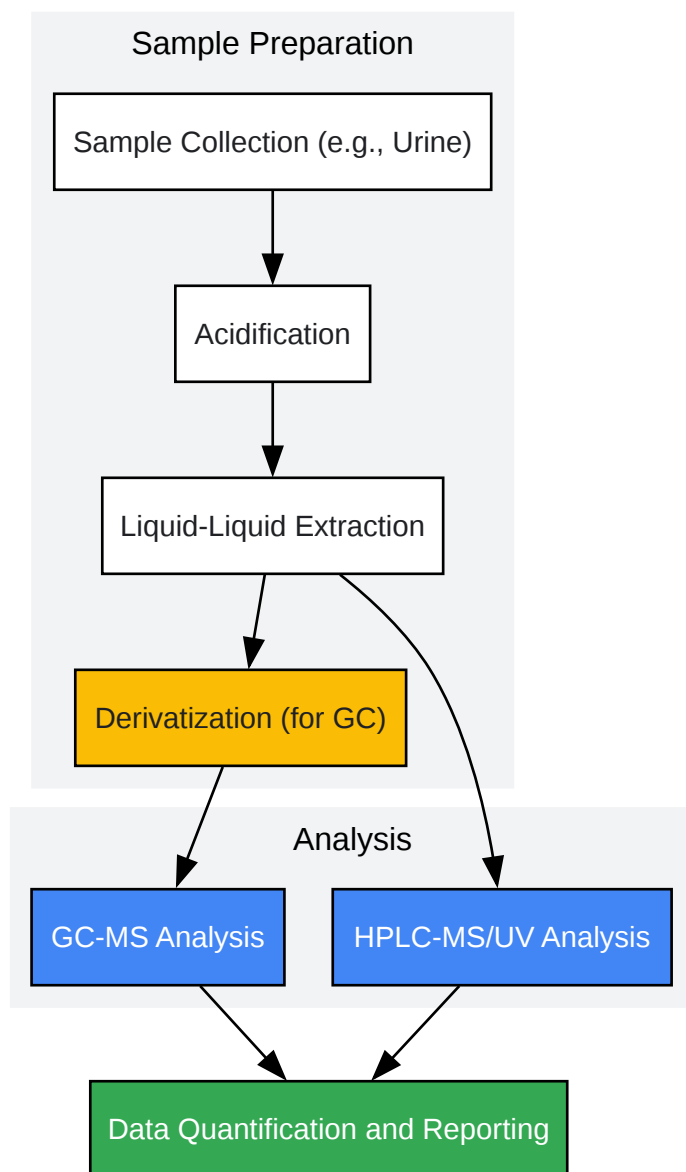 Sample Preparation
Sample Collection (e.g., Urine)
Acidification
Liquid-Liquid Extraction
Derivatization (for GC)
Analysis
GC-MS Analysis
HPLC-MS/UV Analysis
Data Quantification and Reporting